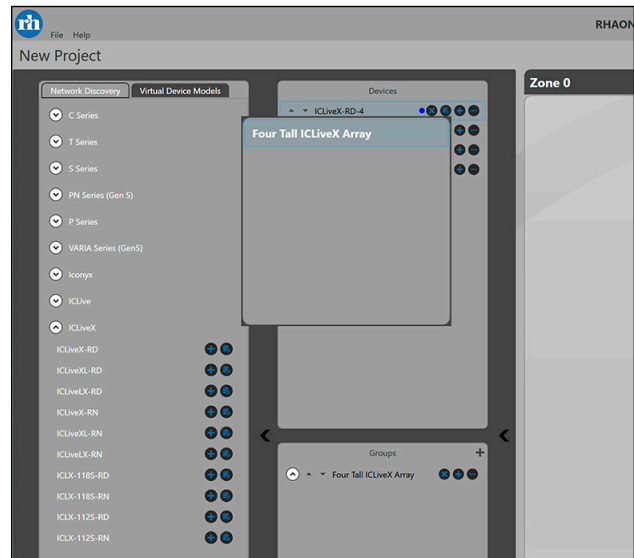 rh
File Help
RHAON
New Project
Network Discovery Virtual Device Models
C Series
T Series
S Series
PN Series (Gen 5)
P Series
VARIA Series (Gen5)
Iconyx
ICLive
ICLiveX
ICLiveX-RD
ICLiveXL-RD
ICLiveLX-RD
ICLiveX-RN
ICLiveXL-RN
ICLiveLX-RN
ICLX-118S-RD
ICLX-118S-RN
ICLX-112S-RD
ICLX-112S-RN
Devices
ICLiveX-RD-4
Four Tall ICLiveX Array
Groups
Four Tall ICLiveX Array
Zone 0